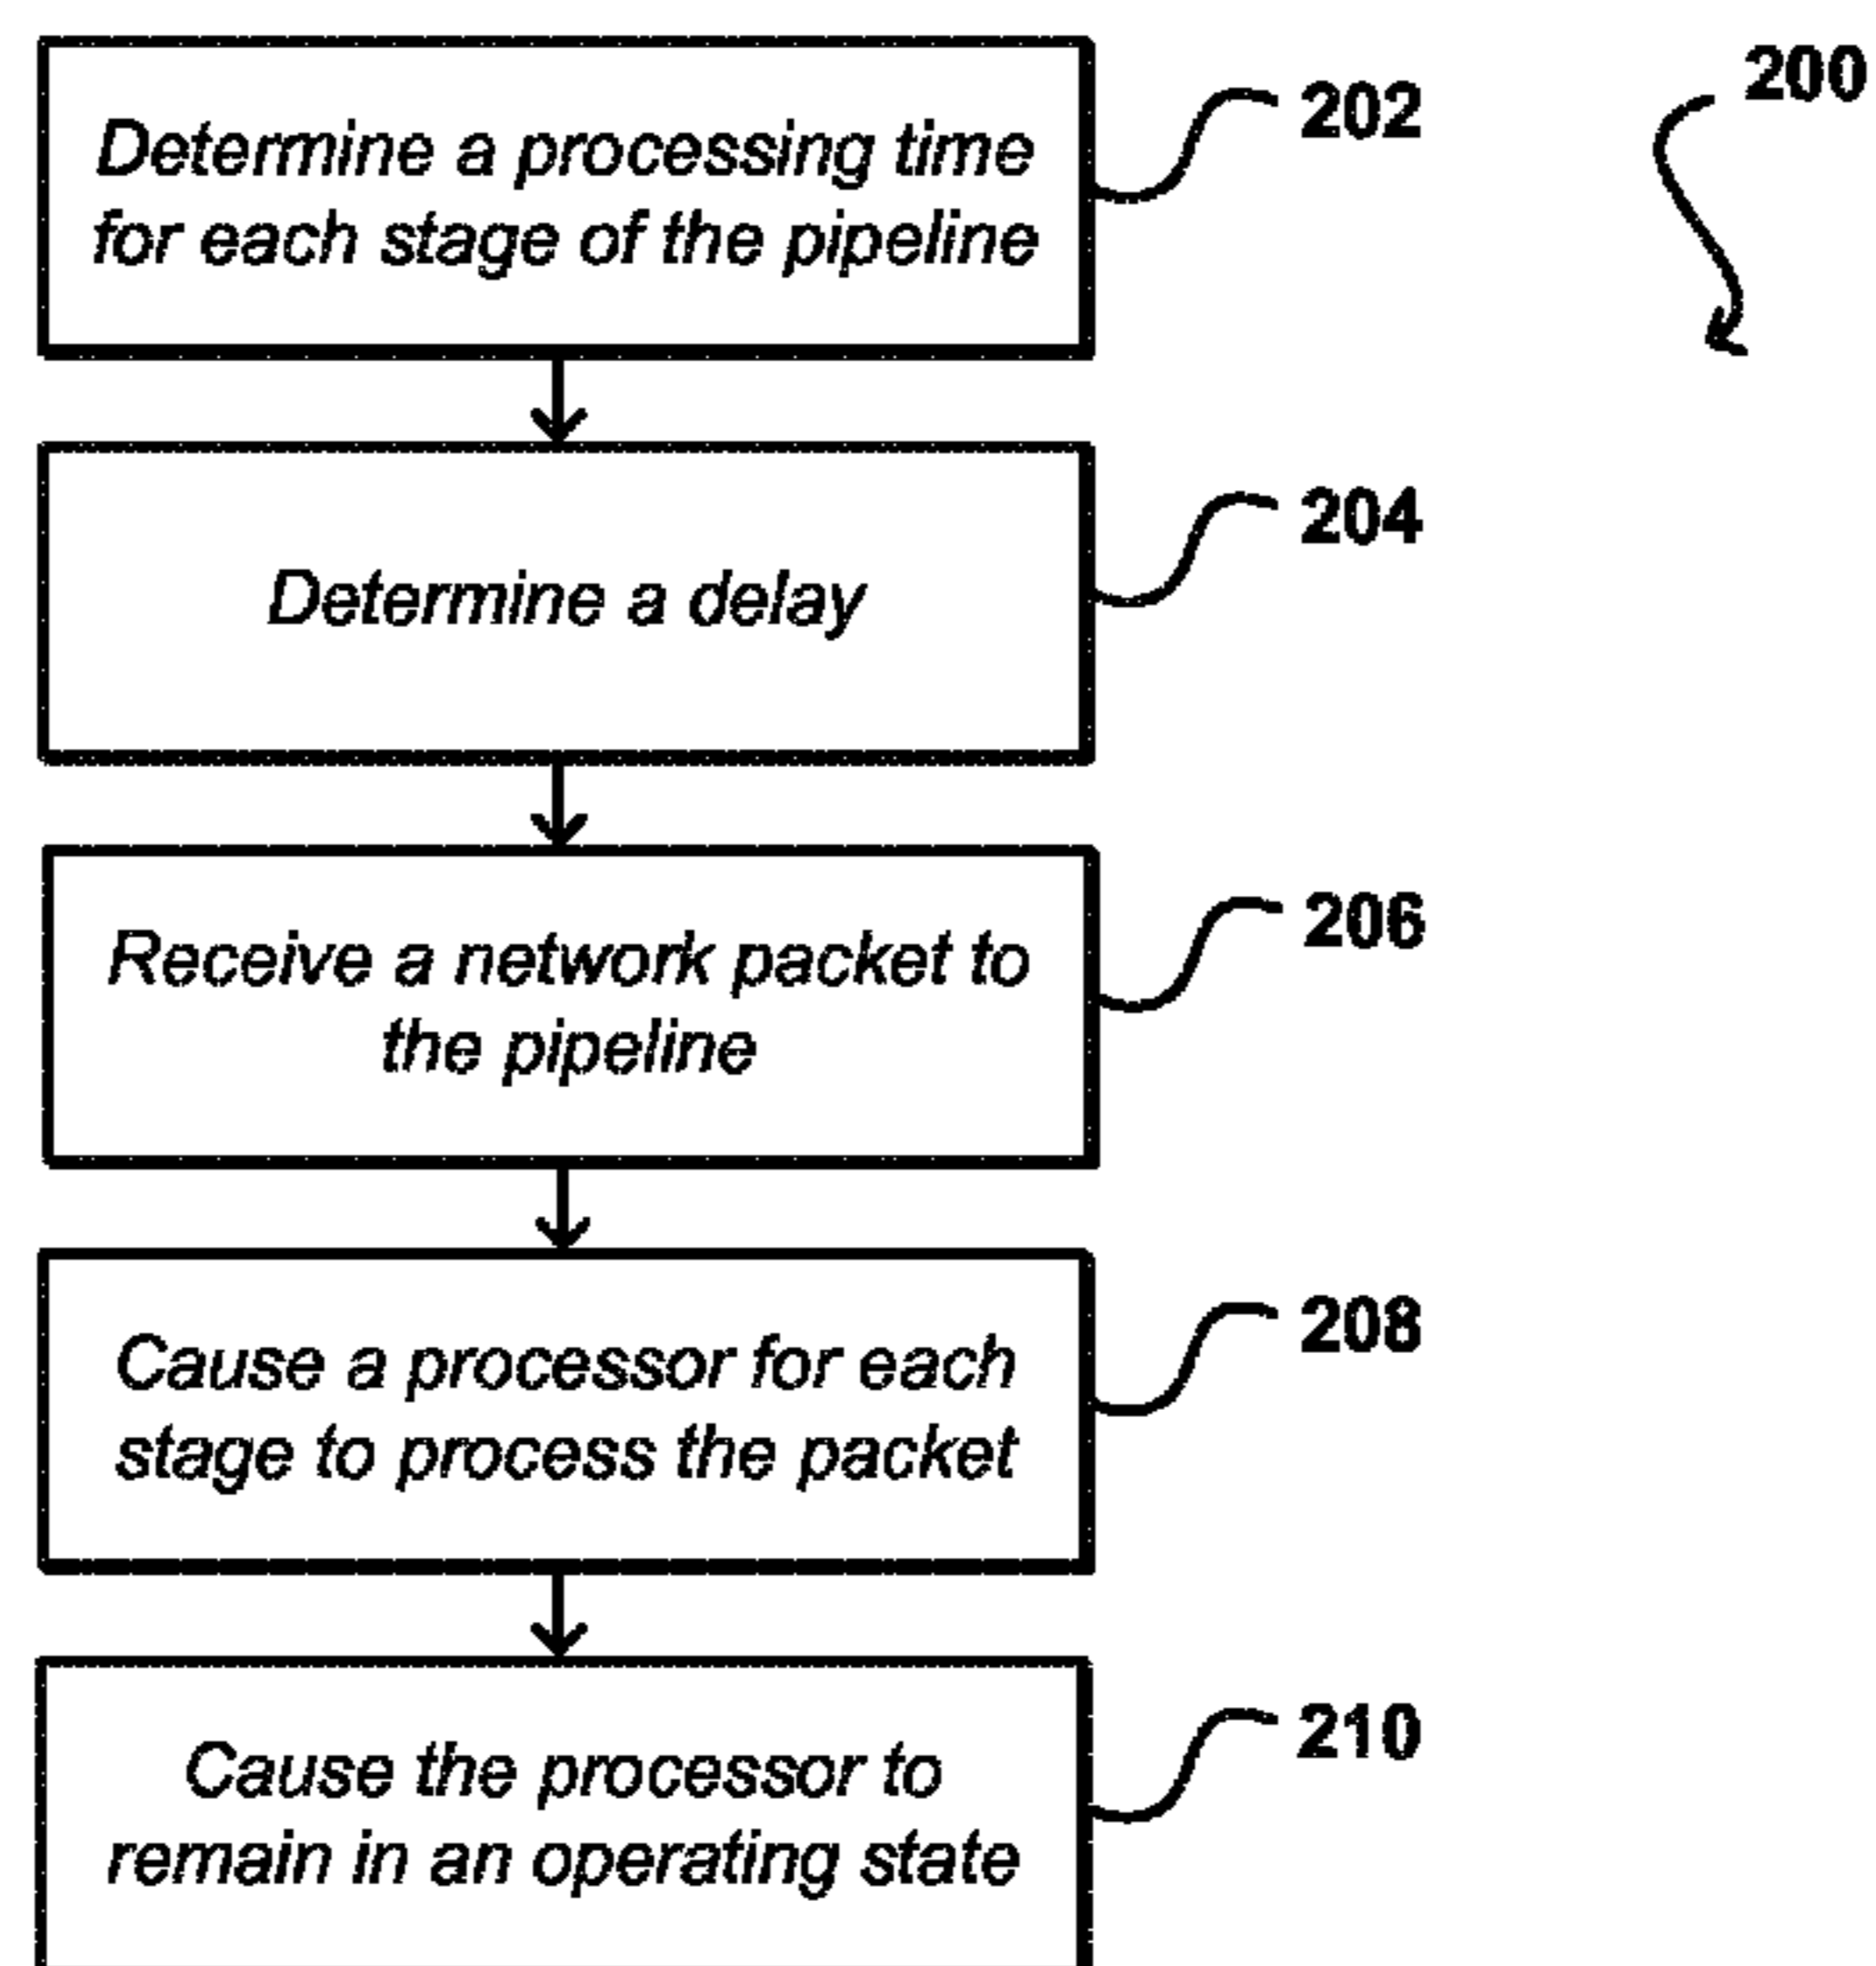 200
Determine a processing time
for each stage of the pipeline
202
Determine a delay
204
Receive a network packet to
the pipeline
206
Cause a processor for each
stage to process the packet
208
Cause the processor to
remain in an operating state
210